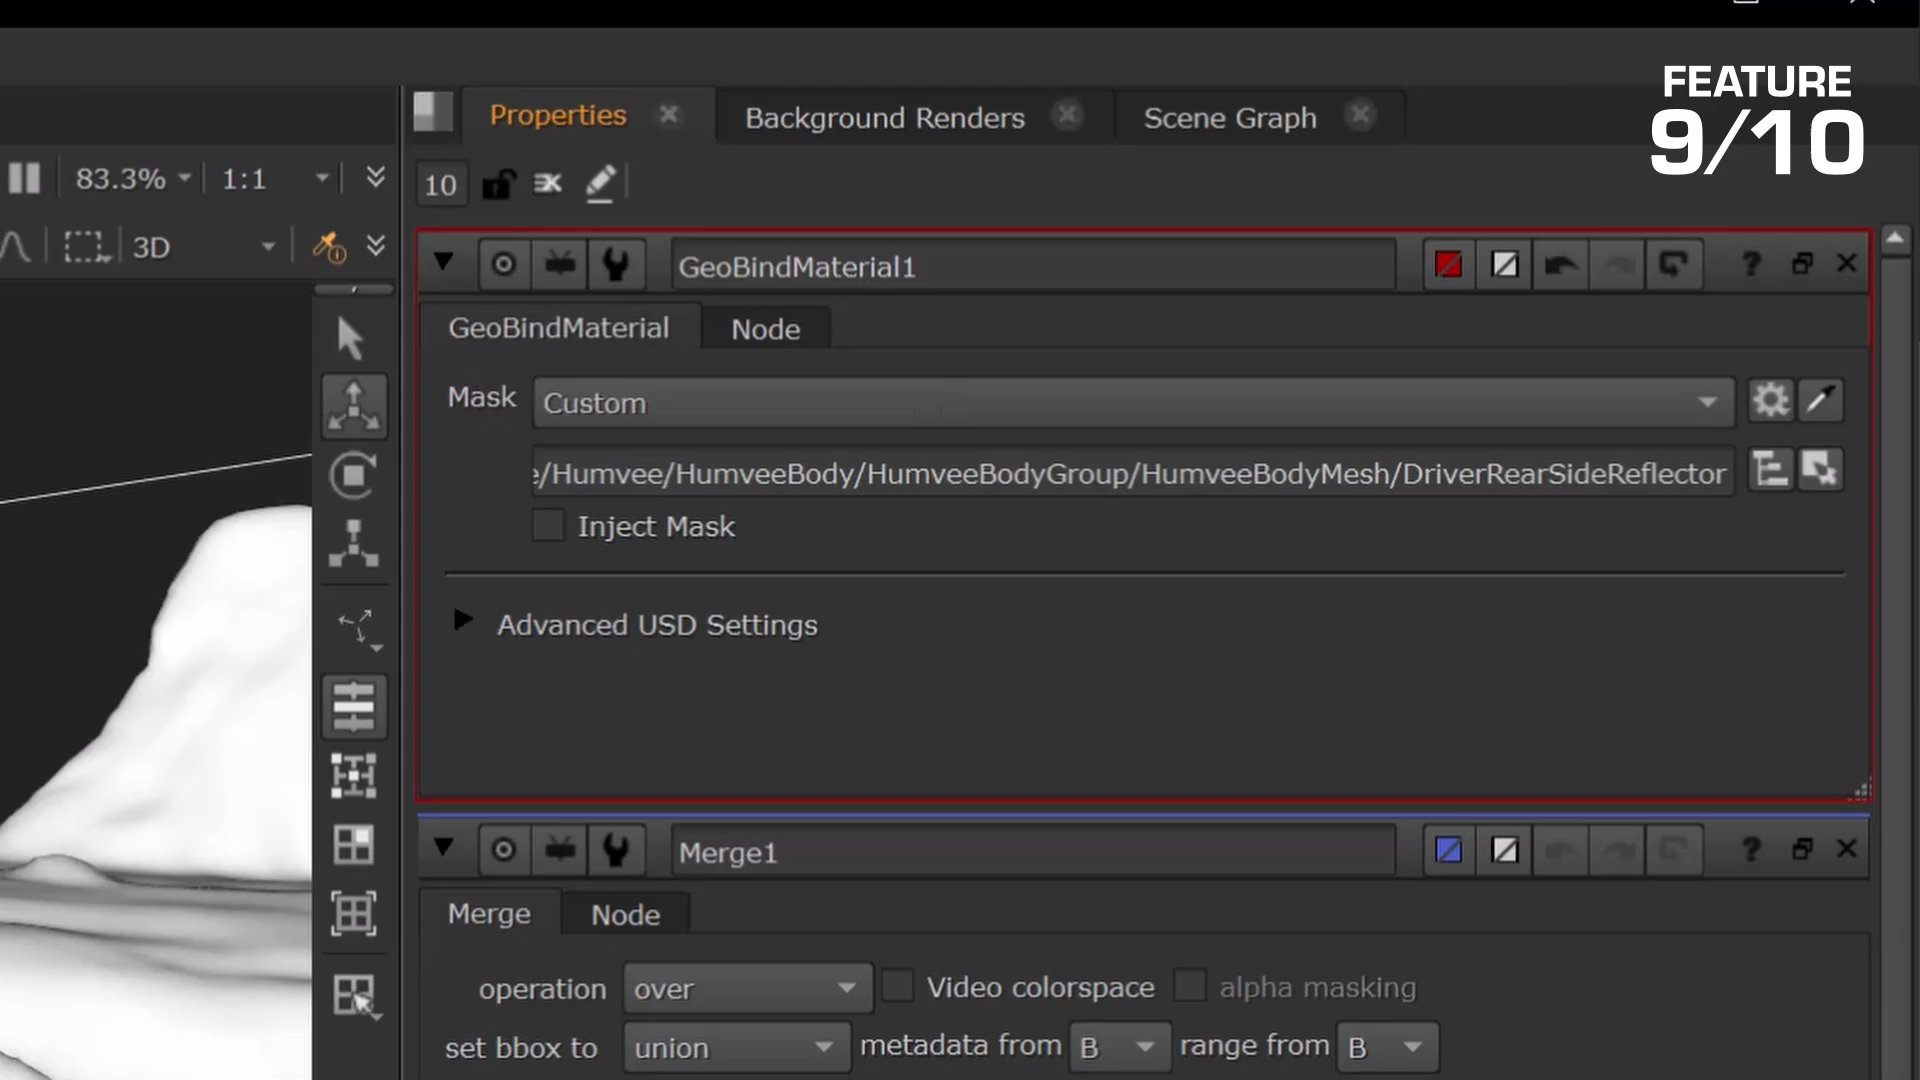 FEATURE
9/10
Properties
Background Renders
Scene Graph
83.3%
1:1
10
3D
GeoBindMaterial1
?
GeoBindMaterial
Node
Mask
Custom
e/Humvee/HumveeBody/HumveeBodyGroup/HumveeBodyMesh/DriverRearSideReflector
Inject Mask
Advanced USD Settings
Merge1
?
Merge
Node
operation over Video colorspace alpha masking
set bbox to union metadata from B range from B